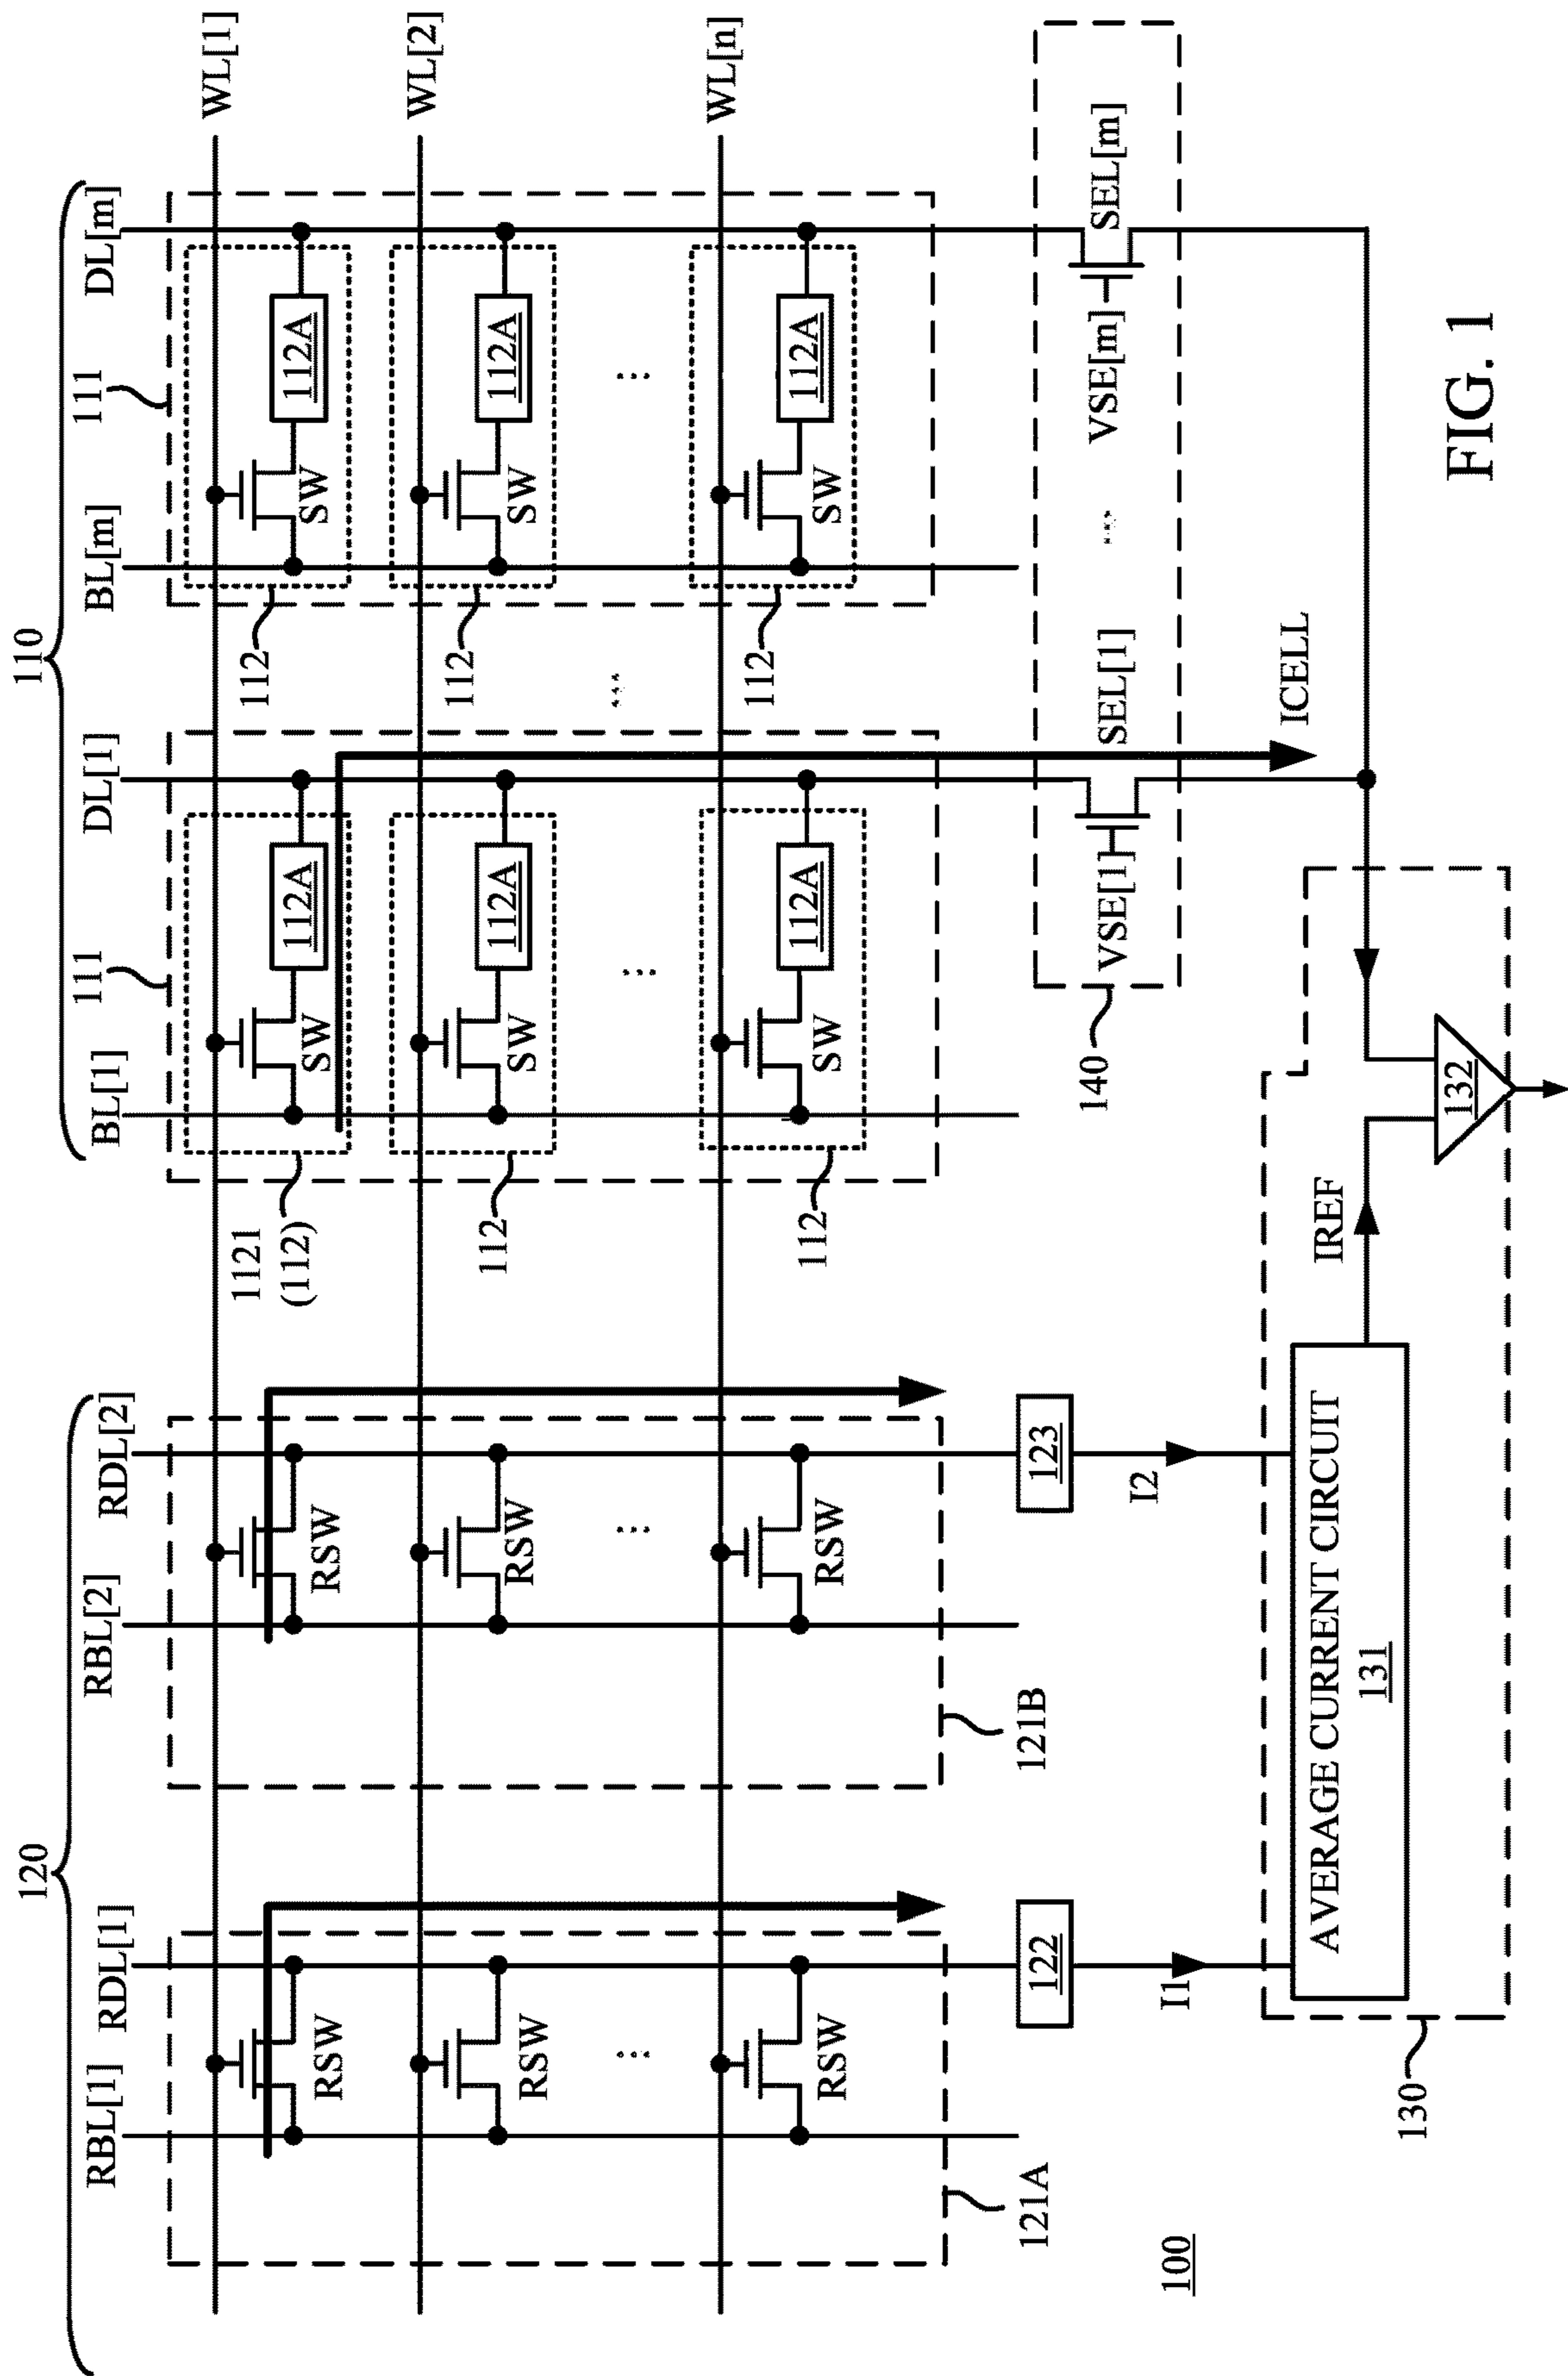 120
110
RBL[1]
RDL[1]
RBL[2]
RDL[2]
BL[1]
111
DL[1]
BL[m]
111
DL[m]
WL[1]
RSW
RSW
1121
(112)
SW
112A
112
SW
112A
WL[2]
RSW
RSW
112
SW
112A
112
SW
112A
...
...
...
...
...
WL[n]
RSW
RSW
112
SW
112A
112
SW
112A
121A
121B
122
123
140
VSE[1]
SEL[1]
...
VSE[m]
SEL[m]
100
I1
I2
ICELL
IREF
AVERAGE CURRENT CIRCUIT
131
132
130
FIG. 1